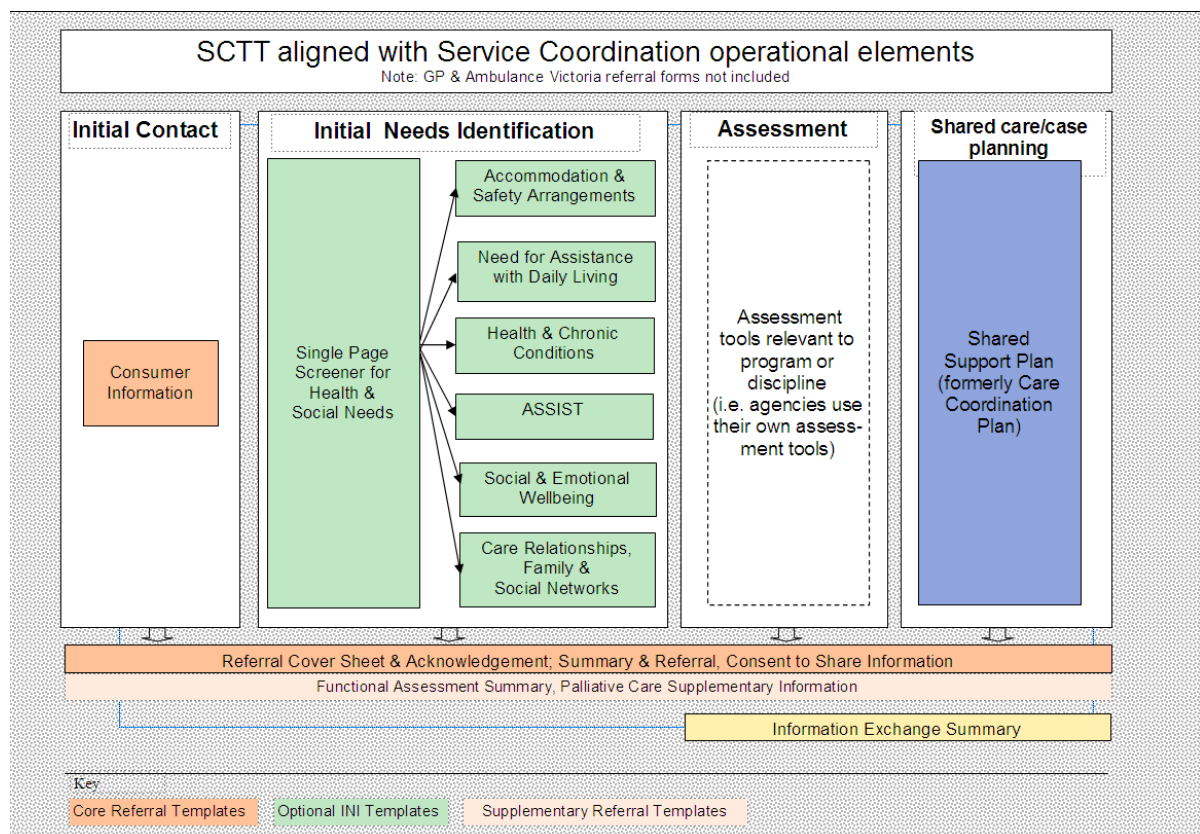 SCTT aligned with Service Coordination operational elements
Note: GP & Ambulance Victoria referral forms not included
Initial Contact
Consumer
Information
Initial Needs Identification
Single Page
Screener for
Health &
Social Needs
Accommodation &
Safety Arrangements
Need for Assistance
with Daily Living
Health & Chronic
Conditions
ASSIST
Social & Emotional
Wellbeing
Care Relationships,
Family &
Social Networks
Assessment
Assessment
tools relevant to
program or
discipline
(i.e. agencies use
their own assess-
ment tools)
Shared care/case
planning
Shared
Support Plan
(formerly Care
Coordination
Plan)
Referral Cover Sheet & Acknowledgement; Summary & Referral, Consent to Share Information
Functional Assessment Summary, Palliative Care Supplementary Information
Information Exchange Summary
Key
Core Referral Templates
Optional INI Templates
Supplementary Referral Templates